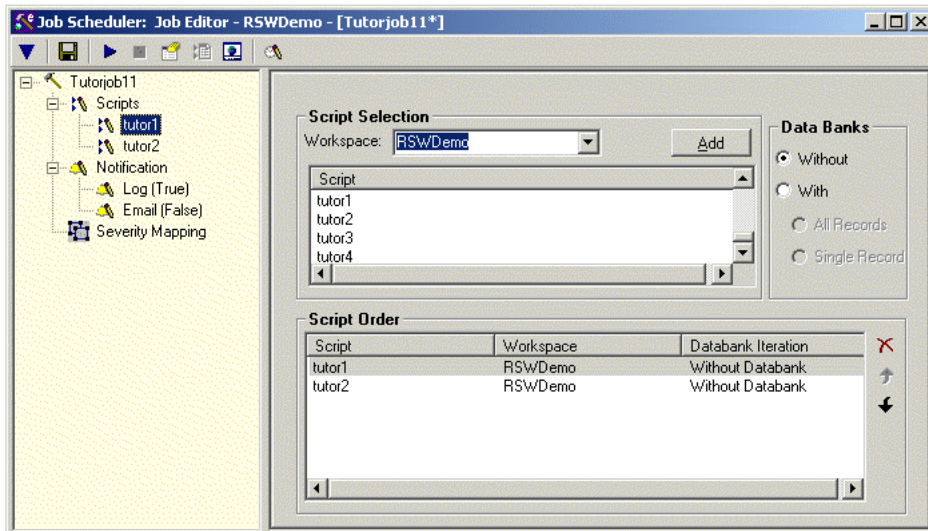 Job Scheduler: Job Editor - RSWDemo - [Tutorjob11*]
Tutorjob11
Scripts
tutor1
tutor2
Notification
Log (True)
Email (False)
Severity Mapping
Script Selection
Workspace: RSWDemo
Add
Script
tutor1
tutor2
tutor3
tutor4
Data Banks
Without
With
All Records
Single Record
Script Order
Script Workspace Databank Iteration
tutor1 RSWDemo Without Databank
tutor2 RSWDemo Without Databank